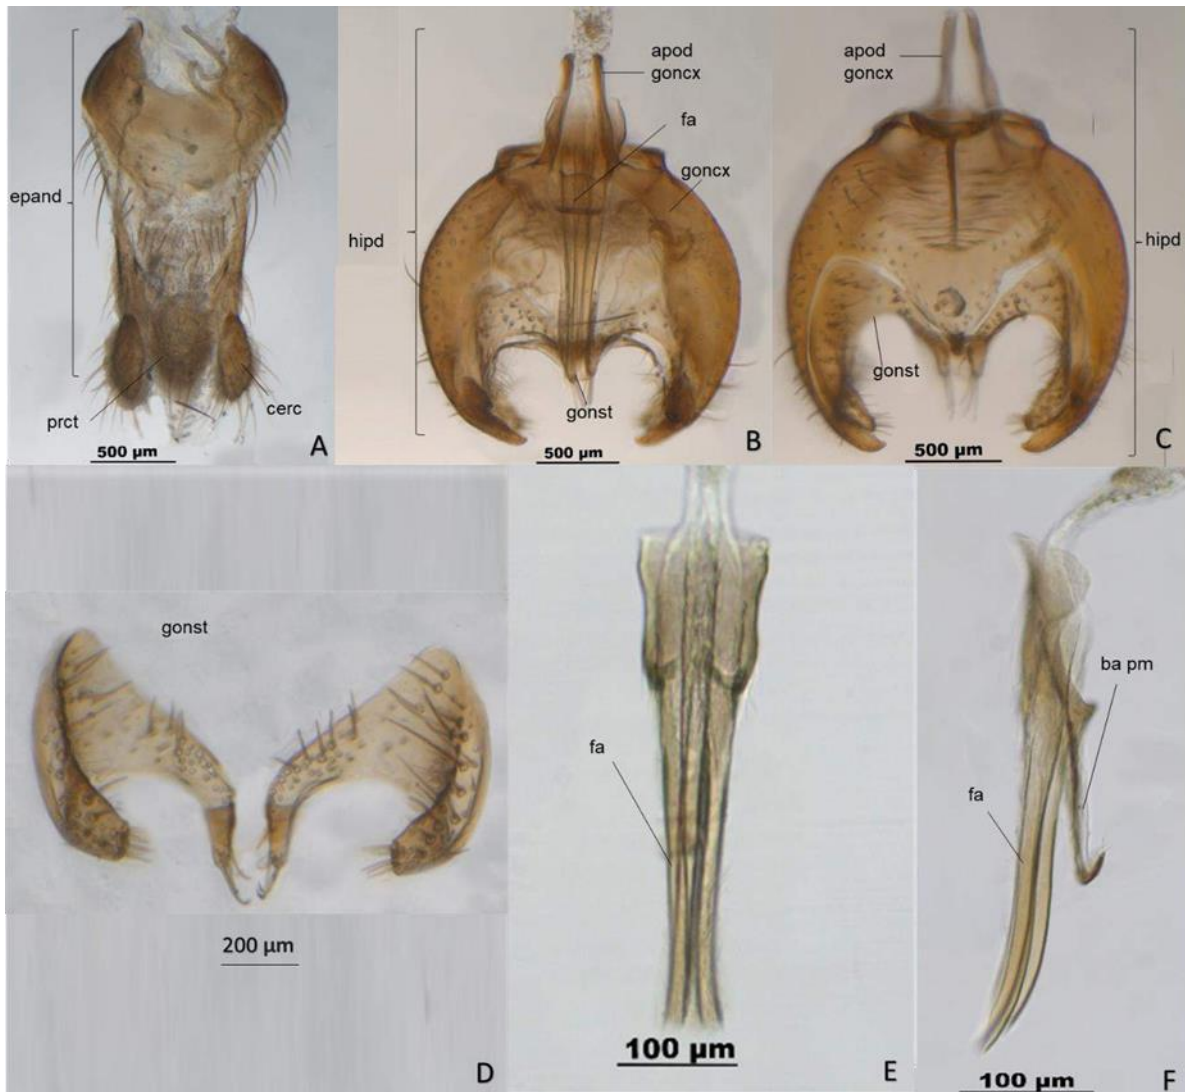 epand
prct
cerc
500 µm
A
apod
goncx
fa
goncx
hipd
gonst
500 µm
B
apod
goncx
hipd
gonst
500 µm
C
gonst
200 µm
D
fa
100 µm
E
ba pm
fa
100 µm
F